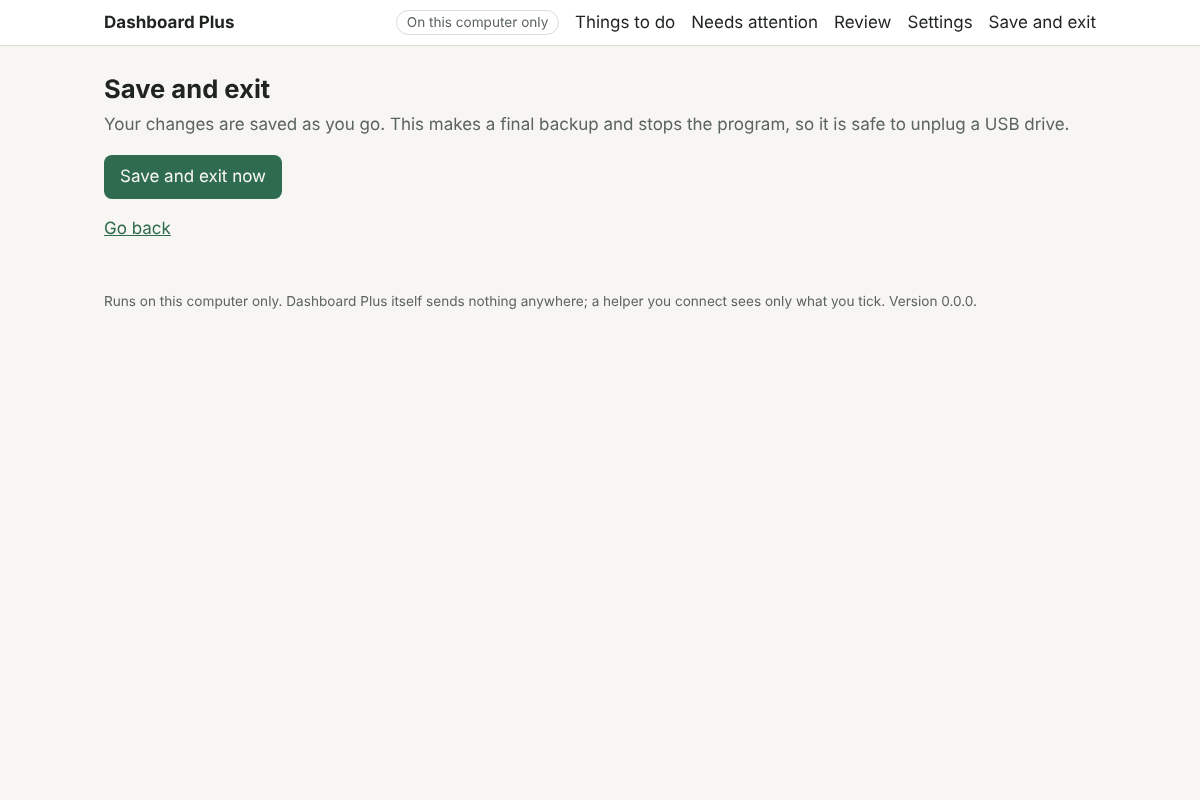 Dashboard Plus
On this computer only
Things to do
Needs attention
Review
Settings
Save and exit
Save and exit
Your changes are saved as you go. This makes a final backup and stops the program, so it is safe to unplug a USB drive.
Save and exit now
Go back
Runs on this computer only. Dashboard Plus itself sends nothing anywhere; a helper you connect sees only what you tick. Version 0.0.0.